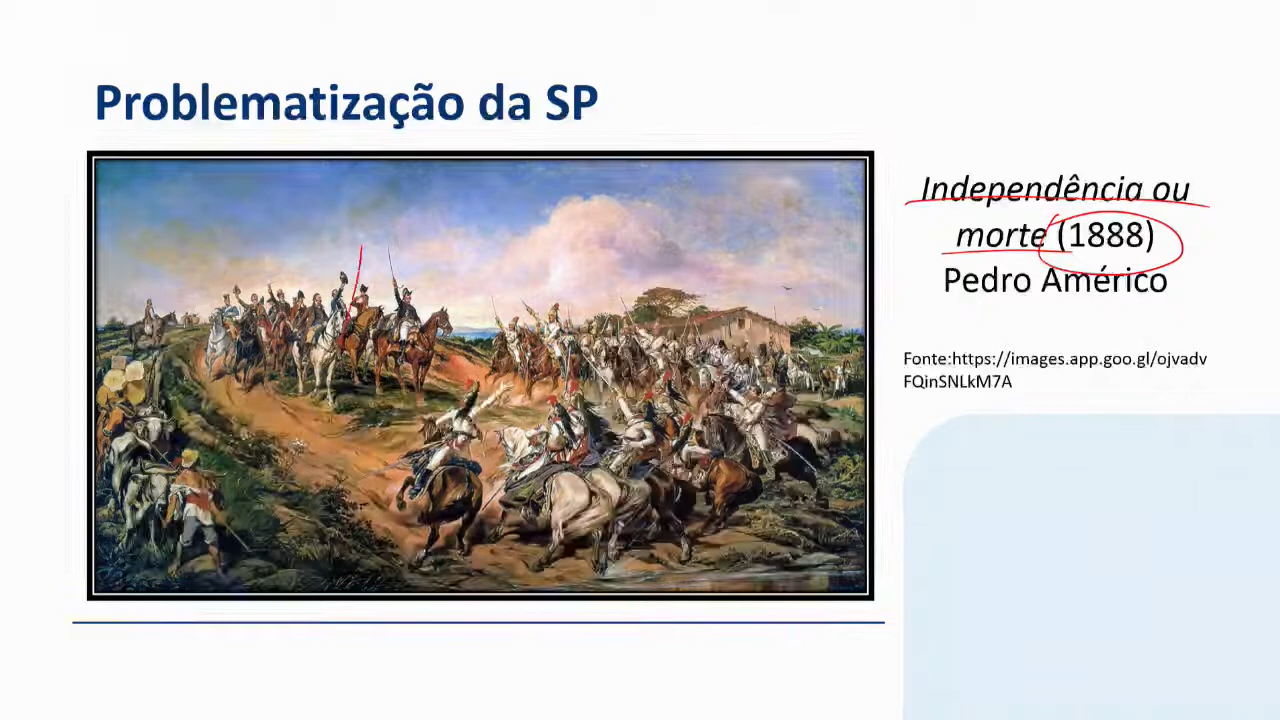 Problematização da SP
Independência ou
morte (1888)
Pedro Américo
Fonte:https://images.app.goo.gl/ojvadv
FQinSNLkM7A